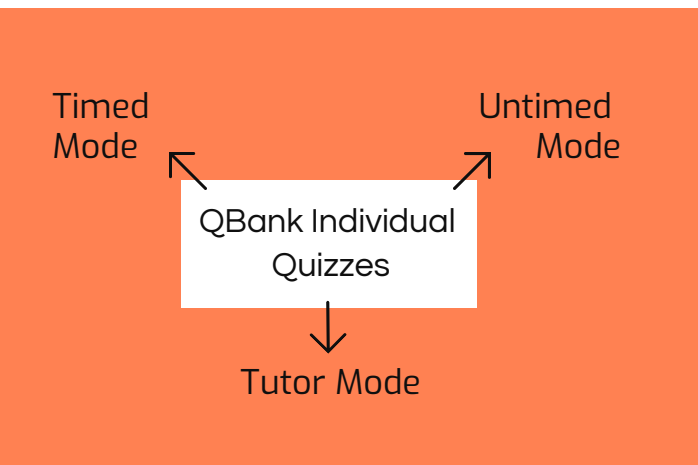 Timed
Mode
Untimed
Mode
QBank Individual
Quizzes
Tutor Mode